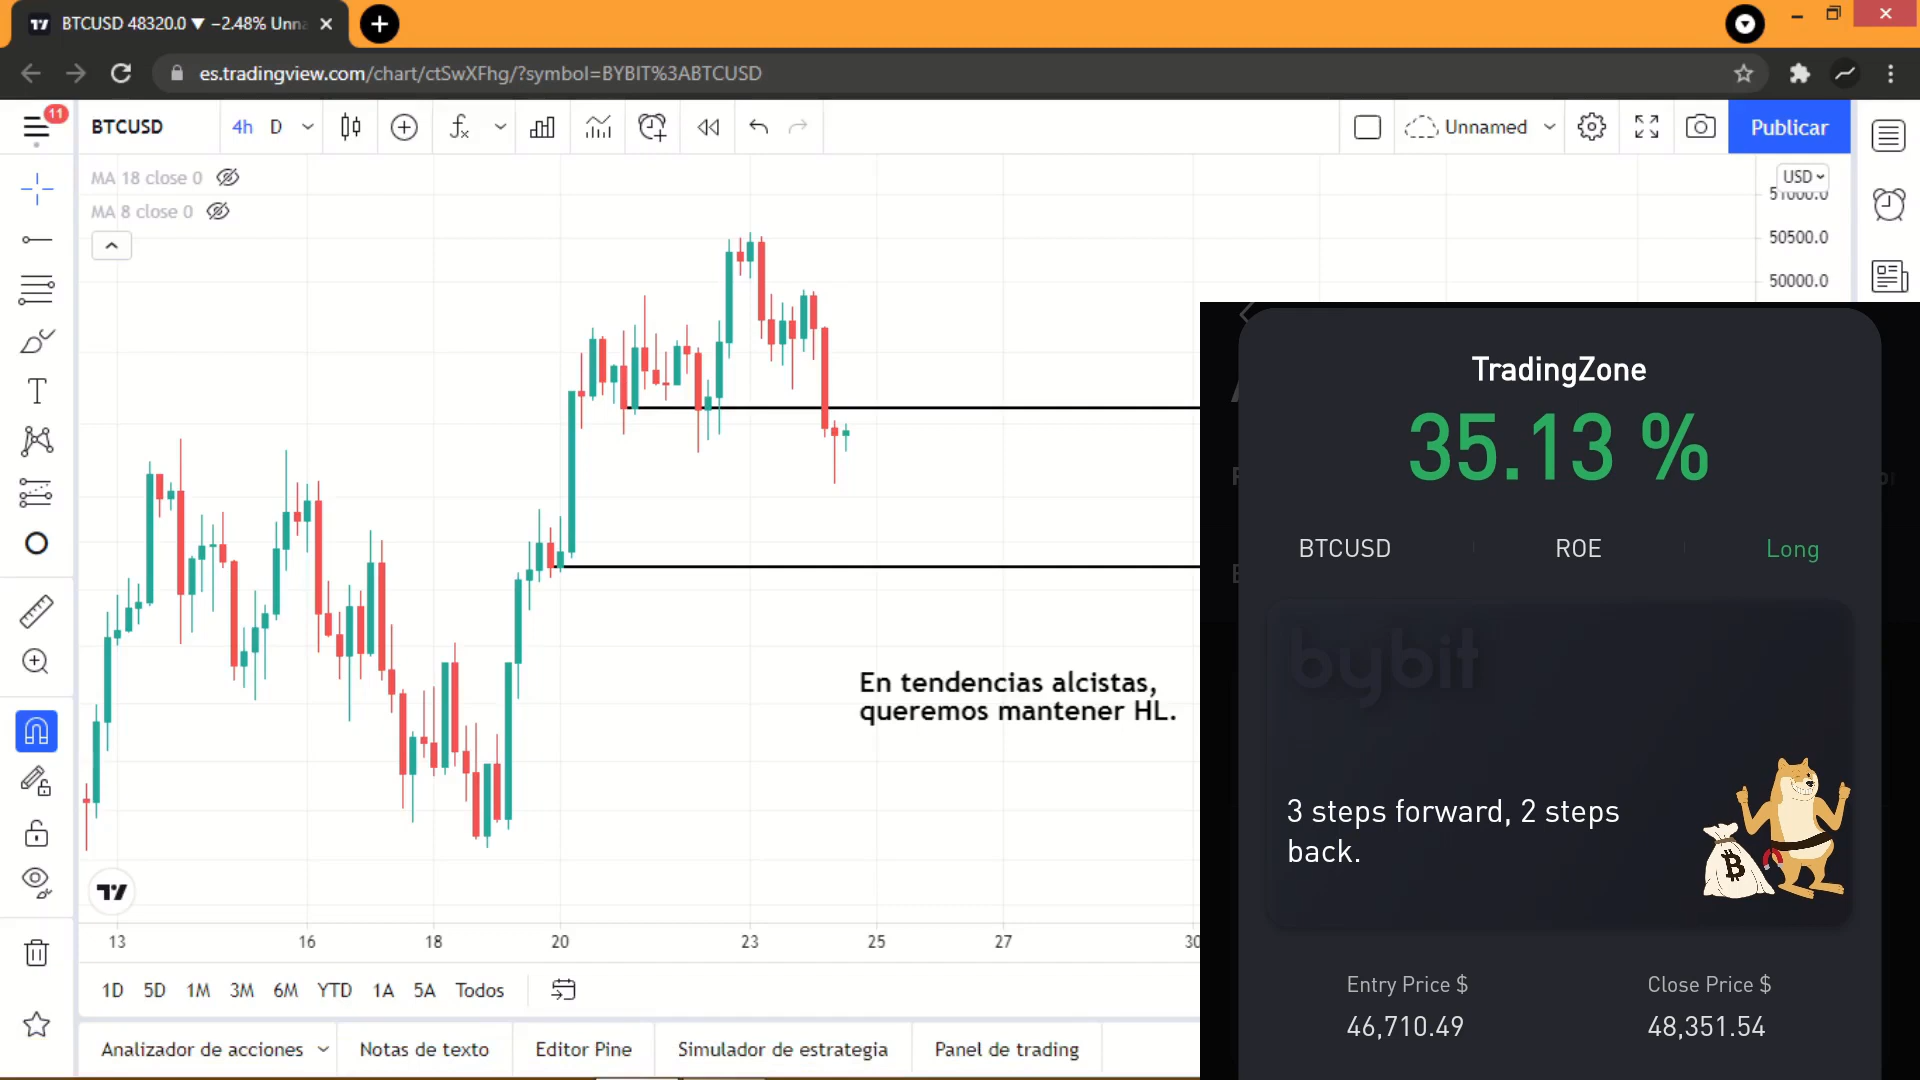 BTCUSD 48320.0 ▼ −2.48% Unna
es.tradingview.com/chart/ctSwXFhg/?symbol=BYBIT%3ABTCUSD
11
BTCUSD
4h
D
Unnamed
Publicar
MA 18 close 0
MA 8 close 0
USD
51000.0
50500.0
50000.0
TradingZone
35.13 %
BTCUSD
ROE
Long
bybit
3 steps forward, 2 steps
back.
Entry Price $
Close Price $
46,710.49
48,351.54
En tendencias alcistas,
queremos mantener HL.
13
16
18
20
23
25
27
30
1D
5D
1M
3M
6M
YTD
1A
5A
Todos
Analizador de acciones
Notas de texto
Editor Pine
Simulador de estrategia
Panel de trading